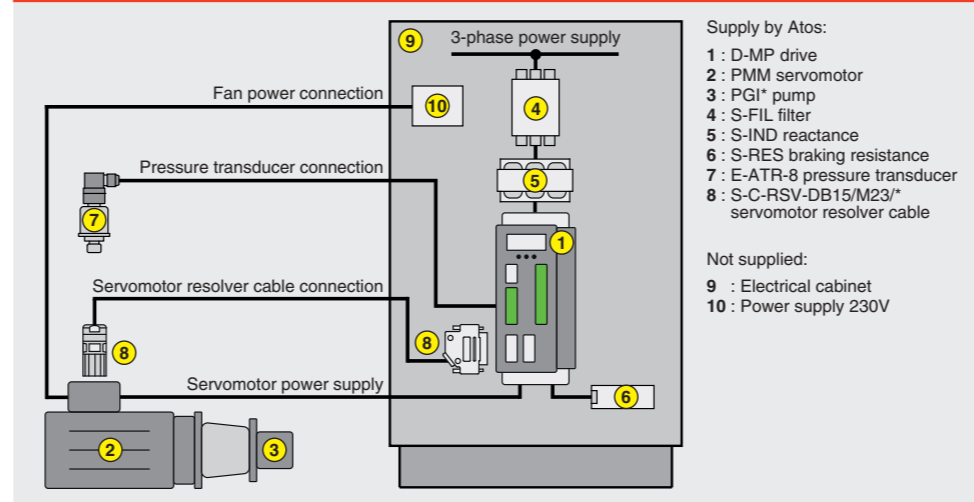 9
3-phase power supply
Fan power connection
10
4
Pressure transducer connection
5
7
1
Servomotor resolver cable connection
8
8
Servomotor power supply
6
2
3
Supply by Atos:
1 : D-MP drive
2 : PMM servomotor
3 : PGI* pump
4 : S-FIL filter
5 : S-IND reactance
6 : S-RES braking resistance
7 : E-ATR-8 pressure transducer
8 : S-C-RSV-DB15/M23/*
servomotor resolver cable
Not supplied:
9 : Electrical cabinet
10 : Power supply 230V